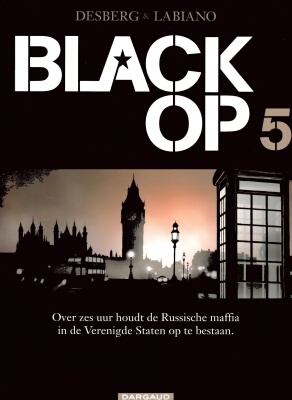 DESBERG & LABIANO
BLACK
OP 5
Over zes uur houdt de Russische maffia
in de Verenigde Staten op te bestaan.
DARGAUD